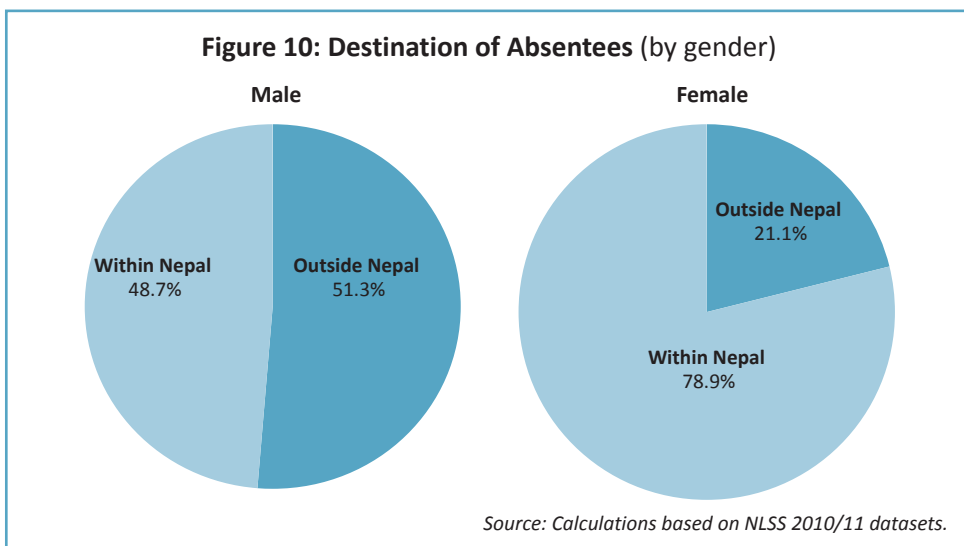 Figure 10: Destination of Absentees (by gender)
Male
Female
Within Nepal
48.7%
Outside Nepal
51.3%
Outside Nepal
21.1%
Within Nepal
78.9%
Source: Calculations based on NLSS 2010/11 datasets.